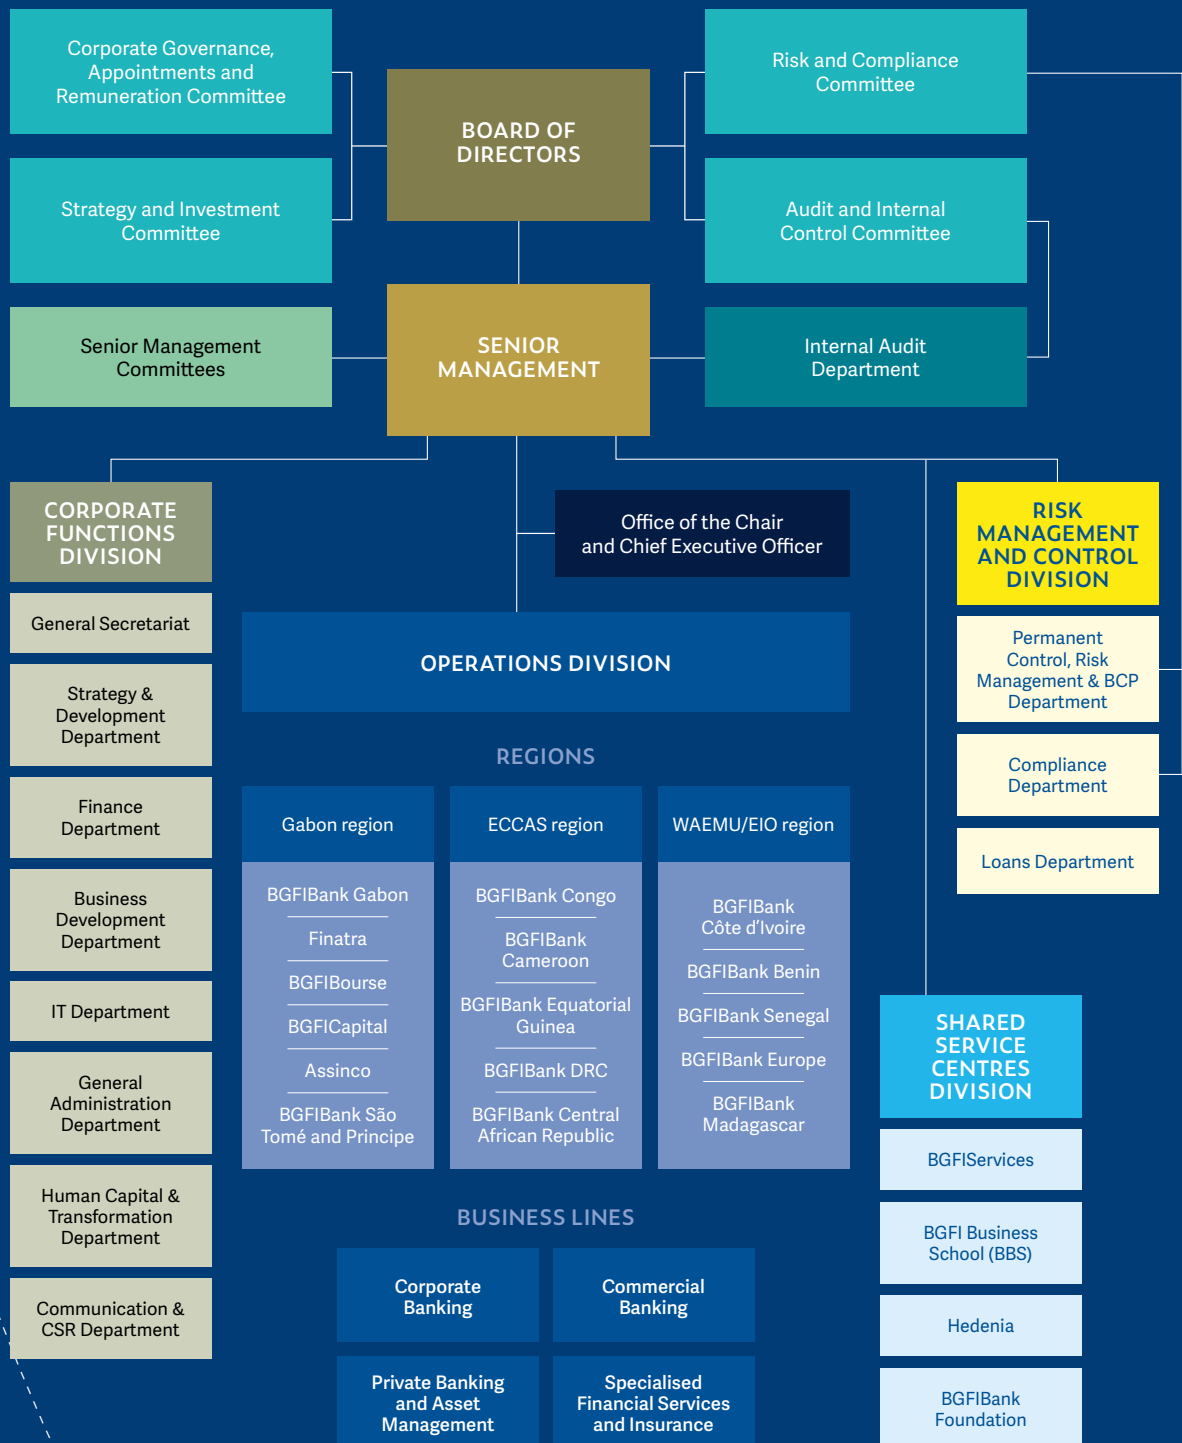 Corporate Governance,
Appointments and
Remuneration Committee
Strategy and Investment
Committee
Senior Management
Committees
BOARD OF
DIRECTORS
SENIOR
MANAGEMENT
Risk and Compliance
Committee
Audit and Internal
Control Committee
Internal Audit
Department
CORPORATE
FUNCTIONS
DIVISION
General Secretariat
Strategy &
Development
Department
Finance
Department
Business
Development
Department
IT Department
General
Administration
Department
Human Capital &
Transformation
Department
Communication &
CSR Department
Office of the Chair
and Chief Executive Officer
OPERATIONS DIVISION
REGIONS
Gabon region
BGFIBank Gabon
Finatra
BGFIBourse
BGFICapital
Assinco
BGFIBank São
Tomé and Principe
ECCAS region
BGFIBank Congo
BGFIBank
Cameroon
BGFIBank Equatorial
Guinea
BGFIBank DRC
BGFIBank Central
African Republic
WAEMU/EIO region
BGFIBank
Côte d'Ivoire
BGFIBank Benin
BGFIBank Senegal
BGFIBank Europe
BGFIBank
Madagascar
BUSINESS LINES
Corporate
Banking
Commercial
Banking
Private Banking
and Asset
Management
Specialised
Financial Services
and Insurance
RISK
MANAGEMENT
AND CONTROL
DIVISION
Permanent
Control, Risk
Management & BCP
Department
Compliance
Department
Loans Department
SHARED
SERVICE
CENTRES
DIVISION
BGFIServices
BGFI Business
School (BBS)
Hedenia
BGFIBank
Foundation